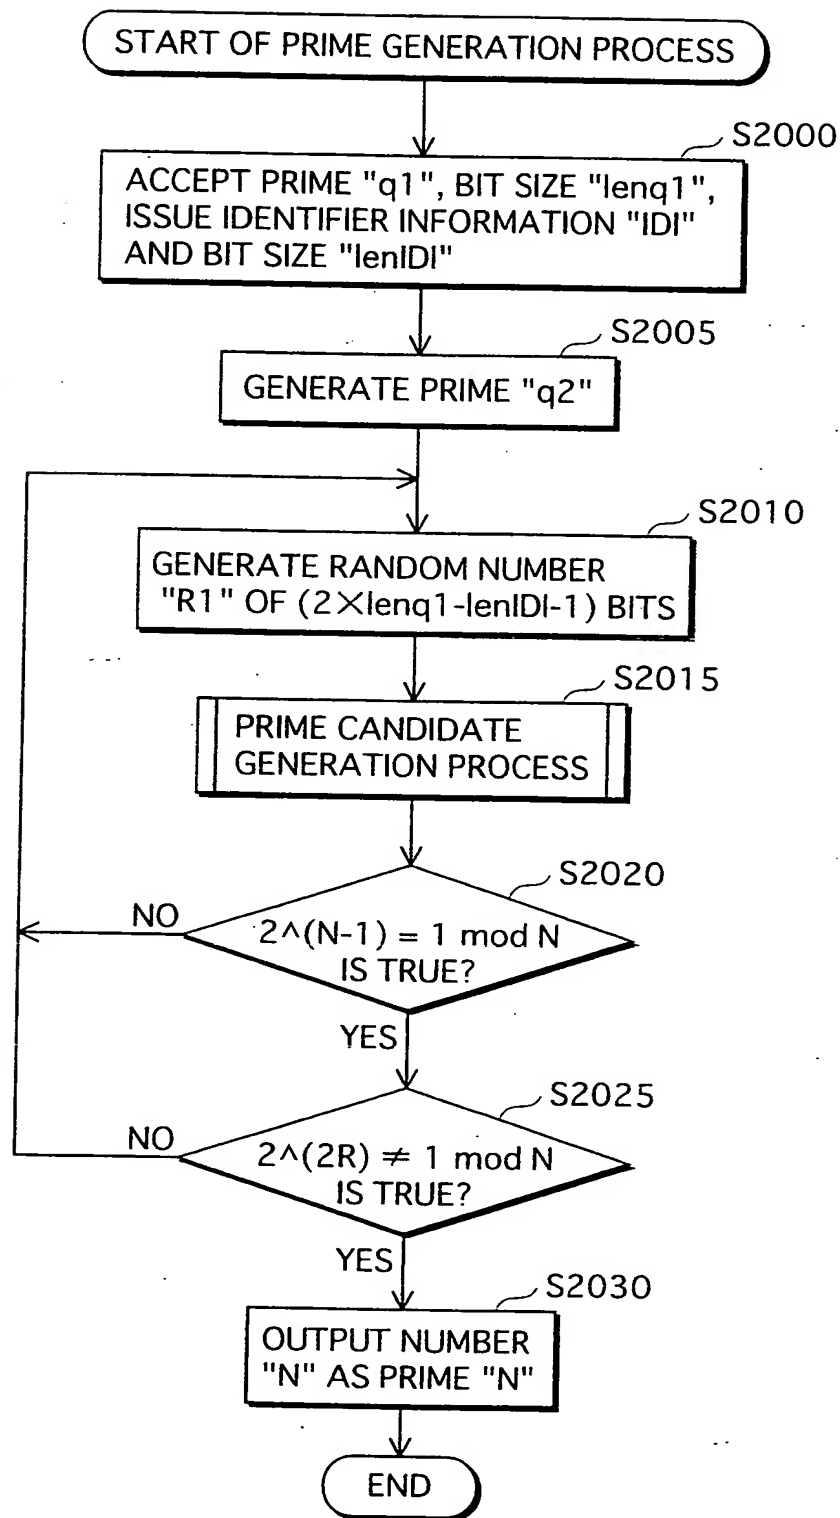 START OF PRIME GENERATION PROCESS
S2000
ACCEPT PRIME "q1", BIT SIZE "lenq1",
ISSUE IDENTIFIER INFORMATION "IDI"
AND BIT SIZE "lenIDI"
S2005
GENERATE PRIME "q2"
S2010
GENERATE RANDOM NUMBER
"R1" OF (2×lenq1-lenIDI-1) BITS
S2015
PRIME CANDIDATE
GENERATION PROCESS
S2020
NO
2^(N-1) = 1 mod N
IS TRUE?
YES
S2025
NO
2^(2R) ≠ 1 mod N
IS TRUE?
YES
S2030
OUTPUT NUMBER
"N" AS PRIME "N"
END